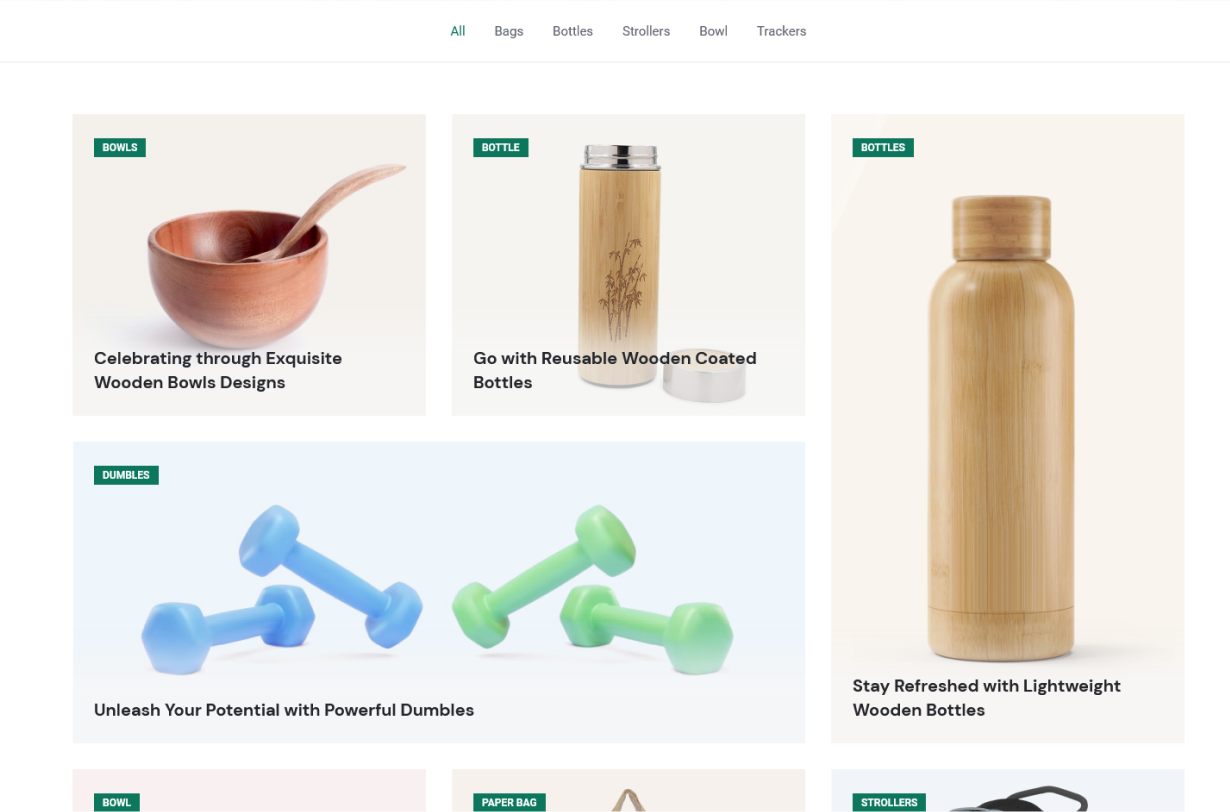 All Bags Bottles Strollers Bowl Trackers
BOWLS
Celebrating through Exquisite
Wooden Bowls Designs
BOTTLE
Go with Reusable Wooden Coated
Bottles
BOTTLES
Stay Refreshed with Lightweight
Wooden Bottles
DUMBLES
Unleash Your Potential with Powerful Dumbles
BOWL
PAPER BAG
STROLLERS